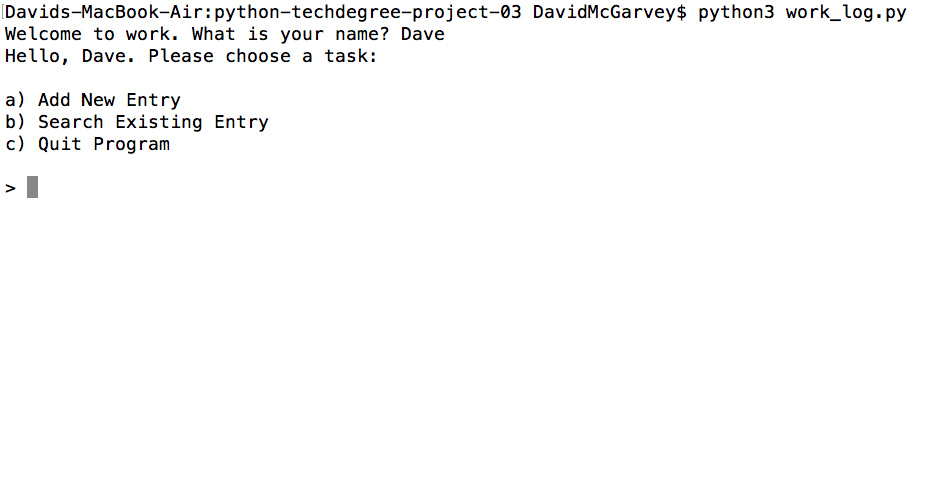 Davids-MacBook-Air:python-techdegree-project-03 DavidMcGarvey$ python3 work_log.py
Welcome to work. What is your name? Dave
Hello, Dave. Please choose a task:
a) Add New Entry
b) Search Existing Entry
c) Quit Program
>